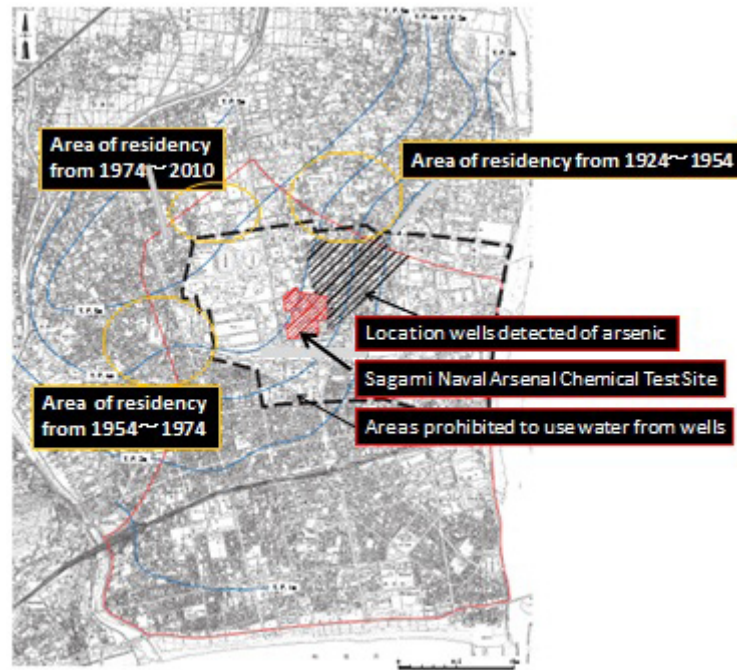 Area of residency
from 1974~ 2010
Area of residency from 1924~ 1954
Location wells detected of arsenic
Sagami Naval Arsenal Chemical Test Site
Areas prohibited to use water from wells
Area of residency
from 1954~ 1974